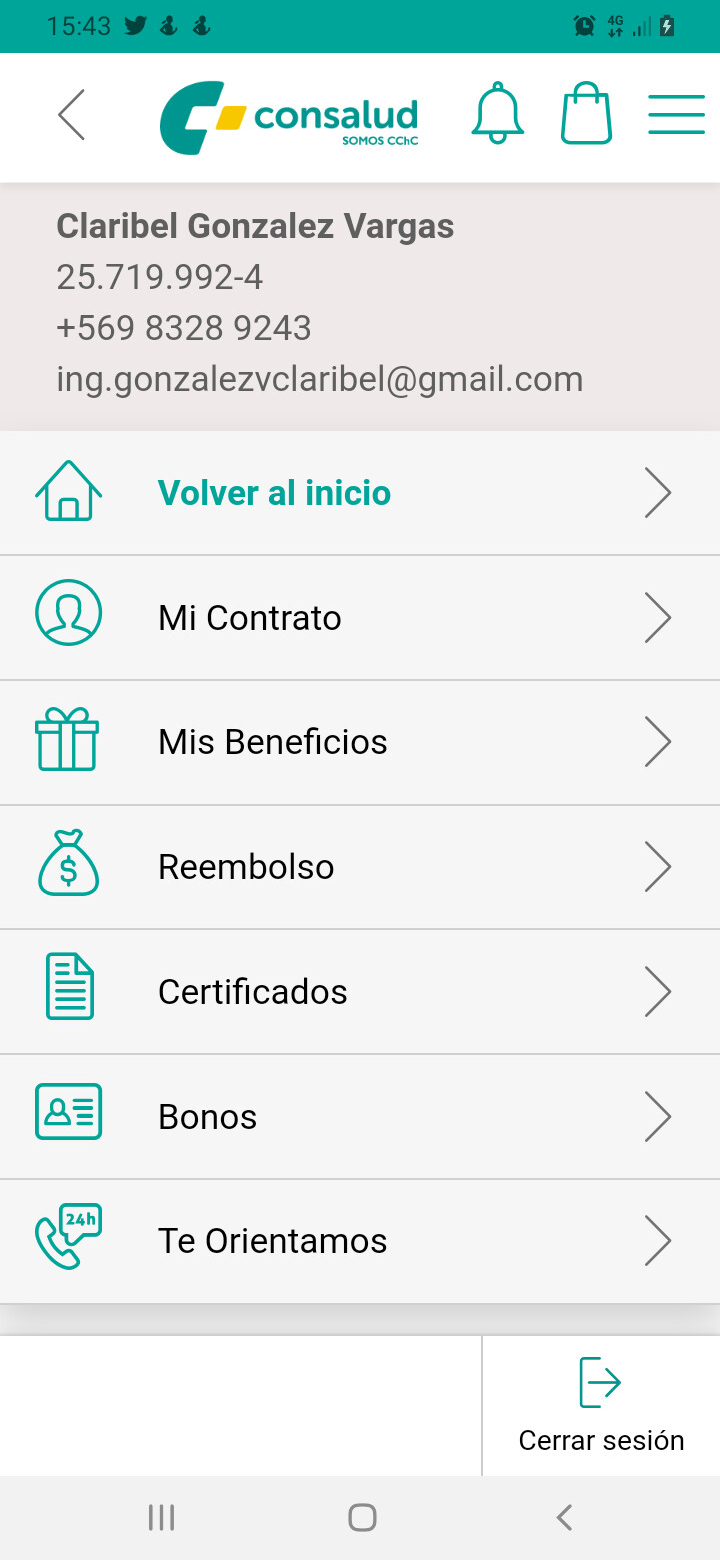 15:43
4G
consalud
SOMOS CChC
Claribel Gonzalez Vargas
25.719.992-4
+569 8328 9243
ing.gonzalezvclaribel@gmail.com
Volver al inicio
Mi Contrato
Mis Beneficios
$
Reembolso
Certificados
Bonos
24h
Te Orientamos
Cerrar sesión